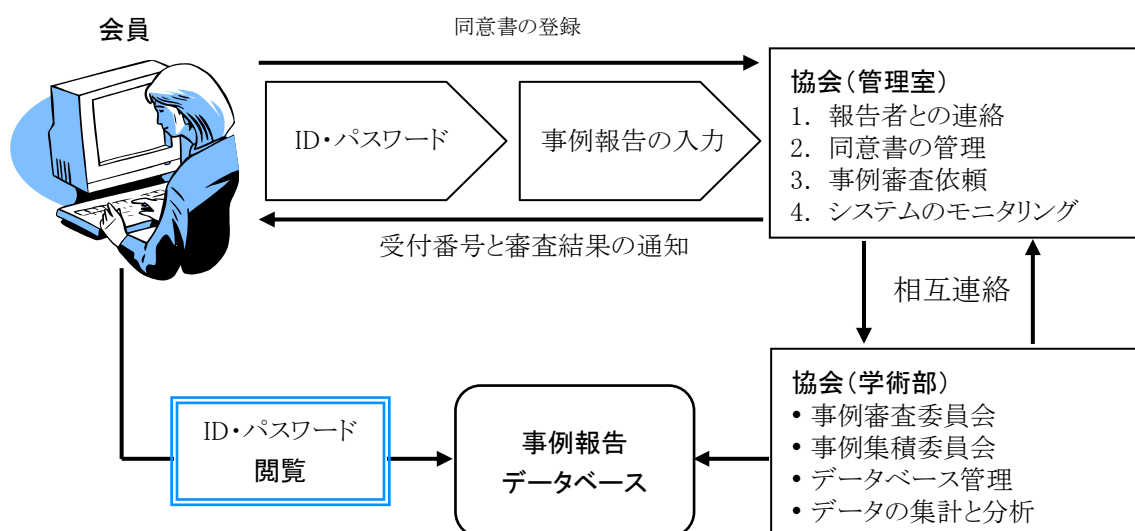 会員
同意書の登録
ID・パスワード
事例報告の入力
協会(管理室)
1. 報告者との連絡
2. 同意書の管理
3. 事例審査依頼
4. システムのモニタリング
受付番号と審査結果の通知
相互連絡
協会(学術部)
• 事例審査委員会
• 事例集積委員会
• データベース管理
• データの集計と分析
ID・パスワード
閲覧
事例報告
データベース